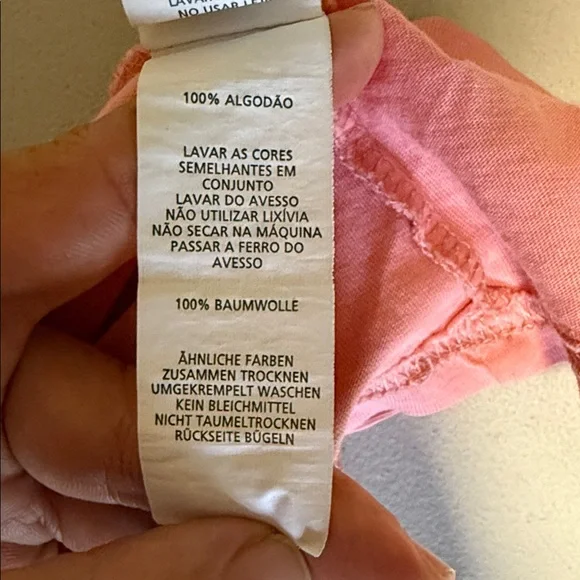 NO USAR
100% ALGODÃO
LAVAR AS CORES
SEMELHANTES EM
CONJUNTO
LAVAR DO AVESSO
NÃO UTILIZAR LIXÍVIA
NÃO SECAR NA MÁQUINA
PASSAR A FERRO DO
AVESSO
100% BAUMWOLLE
ÄHNLICHE FARBEN
ZUSAMMEN TROCKNEN
UMGEKREMPELT WASCHEN
KEIN BLEICHMITTEL
NICHT TAUMELTROCKNEN
RÜCKSEITE BÜGELN